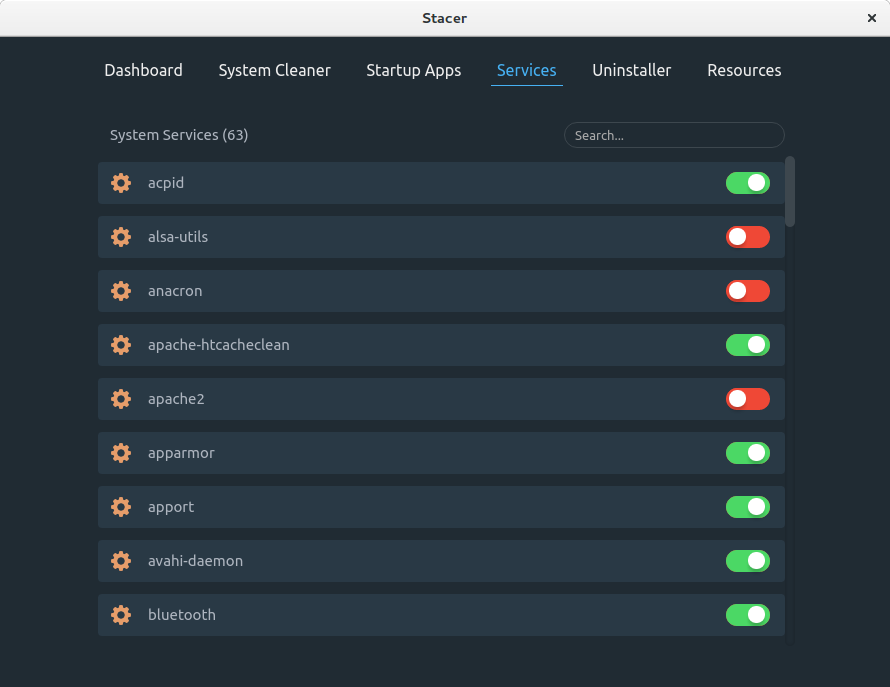 Stacer
Dashboard System Cleaner Startup Apps Services Uninstaller Resources
System Services (63) Search...
acpid
alsa-utils
anacron
apache-htcacheclean
apache2
apparmor
apport
avahi-daemon
bluetooth